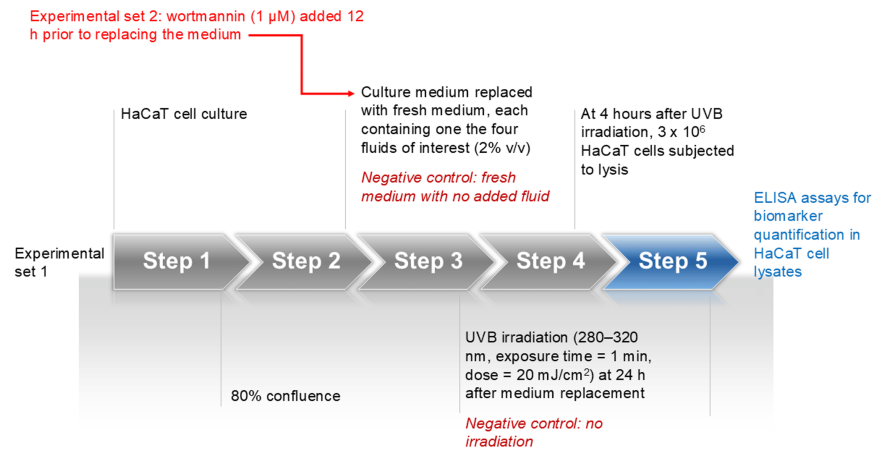 Experimental set 2: wortmannin (1 µM) added 12
h prior to replacing the medium
HaCaT cell culture
Culture medium replaced
with fresh medium, each
containing one the four
fluids of interest (2% v/v)
Negative control: fresh
medium with no added fluid
At 4 hours after UVB
irradiation, 3 x 10⁶
HaCaT cells subjected
to lysis
Experimental
set 1
Step 1
Step 2
Step 3
Step 4
Step 5
ELISA assays for
biomarker
quantification in
HaCaT cell
lysates
80% confluence
UVB irradiation (280–320
nm, exposure time = 1 min,
dose = 20 mJ/cm²) at 24 h
after medium replacement
Negative control: no
irradiation